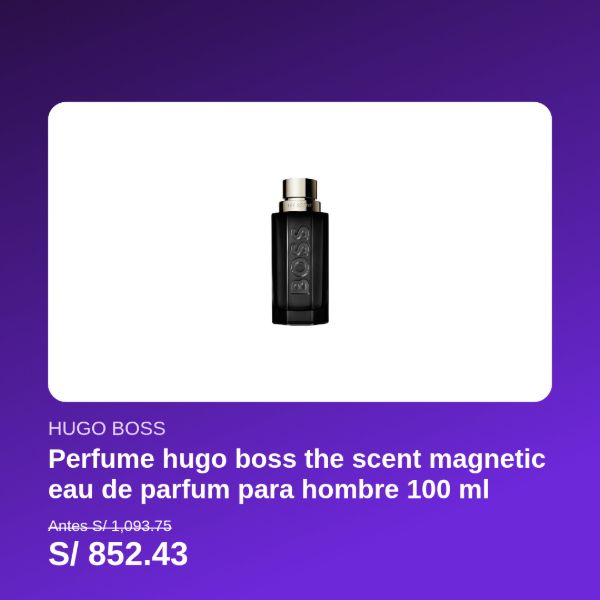 BOSS
HUGO BOSS
Perfume hugo boss the scent magnetic
eau de parfum para hombre 100 ml
Antes S/ 1,093.75
S/ 852.43